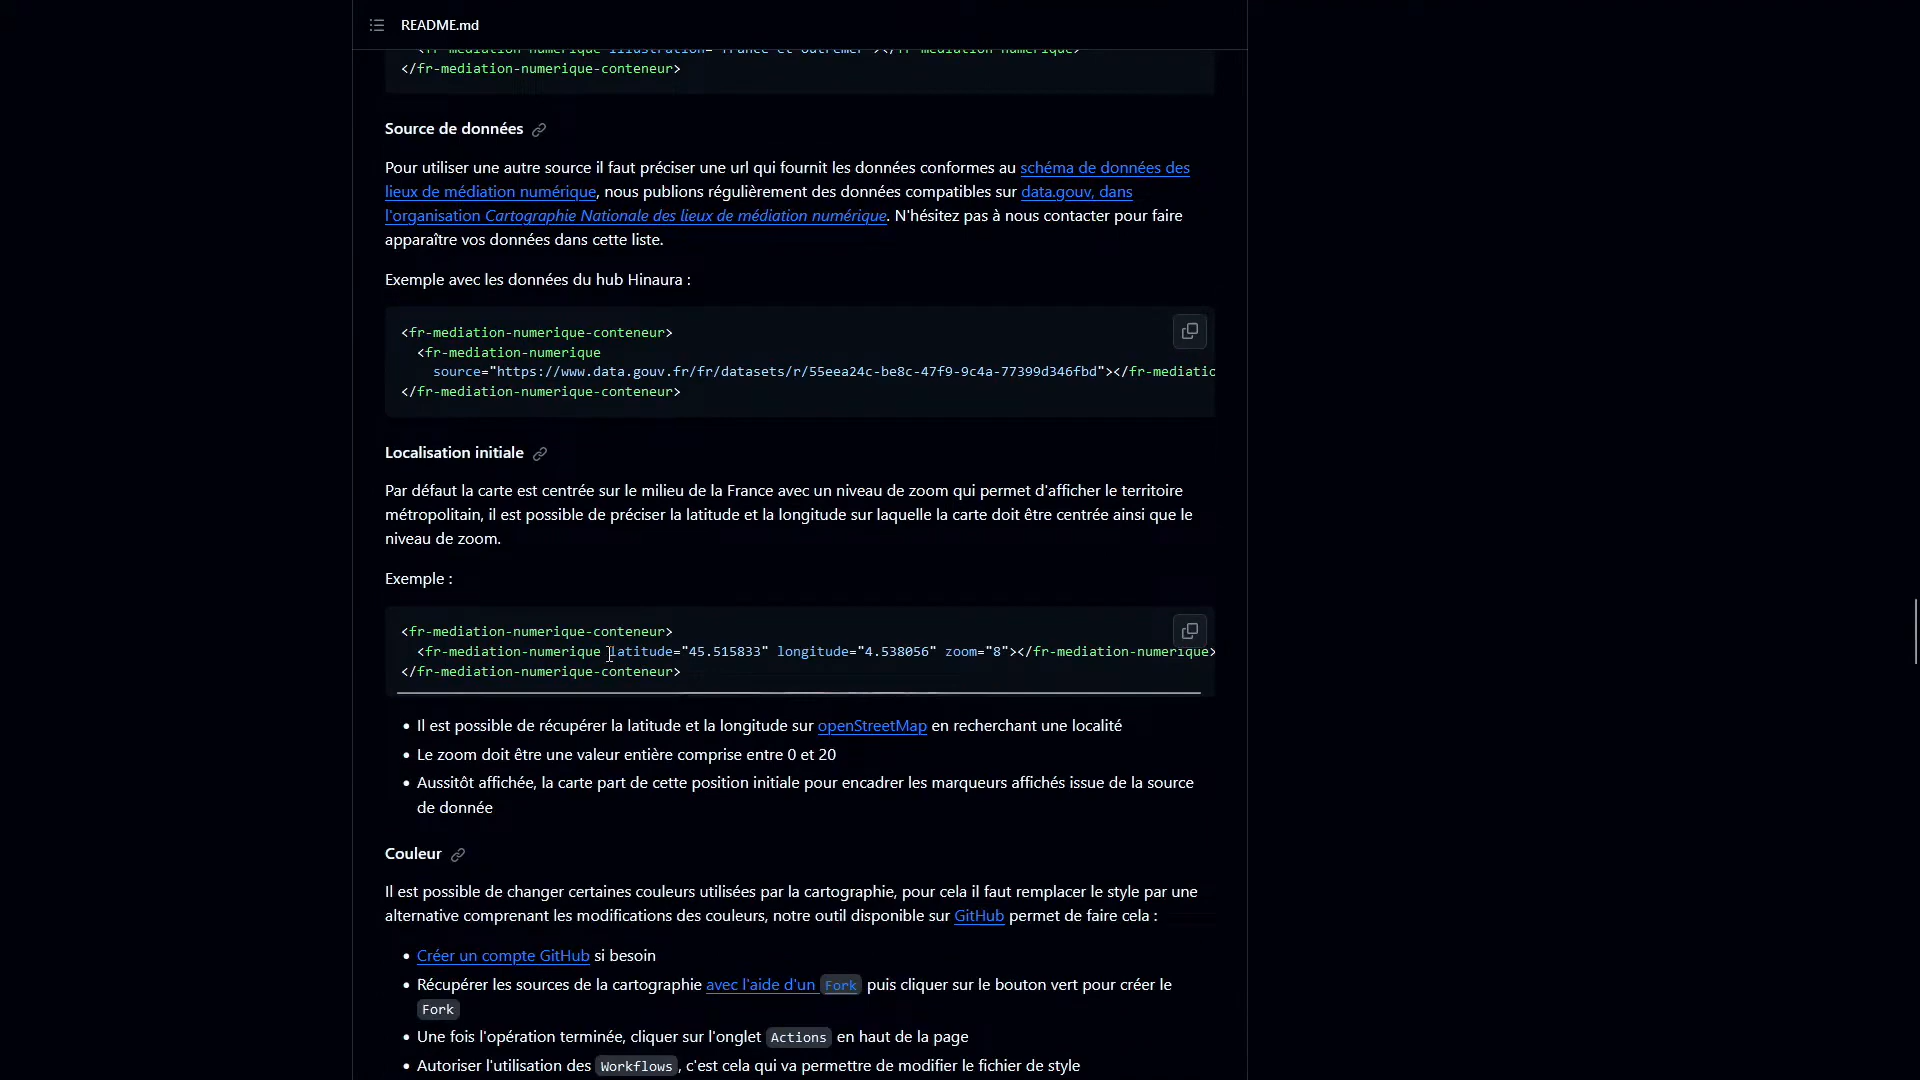 README.md
<fr-mediation-numerique illustration="france et outremer"></fr-mediation-numerique>
</fr-mediation-numerique-conteneur>
Source de données
Pour utiliser une autre source il faut préciser une url qui fournit les données conformes au schéma de données des
lieux de médiation numérique, nous publions régulièrement des données compatibles sur data.gouv, dans
l'organisation Cartographie Nationale des lieux de médiation numérique. N'hésitez pas à nous contacter pour faire
apparaître vos données dans cette liste.
Exemple avec les données du hub Hinaura :
<fr-mediation-numerique-conteneur>
<fr-mediation-numerique
source="https://www.data.gouv.fr/fr/datasets/r/55eea24c-be8c-47f9-9c4a-77399d346fbd"></fr-mediatio
</fr-mediation-numerique-conteneur>
Localisation initiale
Par défaut la carte est centrée sur le milieu de la France avec un niveau de zoom qui permet d'afficher le territoire
métropolitain, il est possible de préciser la latitude et la longitude sur laquelle la carte doit être centrée ainsi que le
niveau de zoom.
Exemple :
<fr-mediation-numerique-conteneur>
<fr-mediation-numerique latitude="45.515833" longitude="4.538056" zoom="8"></fr-mediation-numerique>
</fr-mediation-numerique-conteneur>
• Il est possible de récupérer la latitude et la longitude sur openStreetMap en recherchant une localité
• Le zoom doit être une valeur entière comprise entre 0 et 20
• Aussitôt affichée, la carte part de cette position initiale pour encadrer les marqueurs affichés issue de la source
de donnée
Couleur
Il est possible de changer certaines couleurs utilisées par la cartographie, pour cela il faut remplacer le style par une
alternative comprenant les modifications des couleurs, notre outil disponible sur GitHub permet de faire cela :
• Créer un compte GitHub si besoin
• Récupérer les sources de la cartographie avec l'aide d'un Fork puis cliquer sur le bouton vert pour créer le
Fork
• Une fois l'opération terminée, cliquer sur l'onglet Actions en haut de la page
• Autoriser l'utilisation des Workflows, c'est cela qui va permettre de modifier le fichier de style